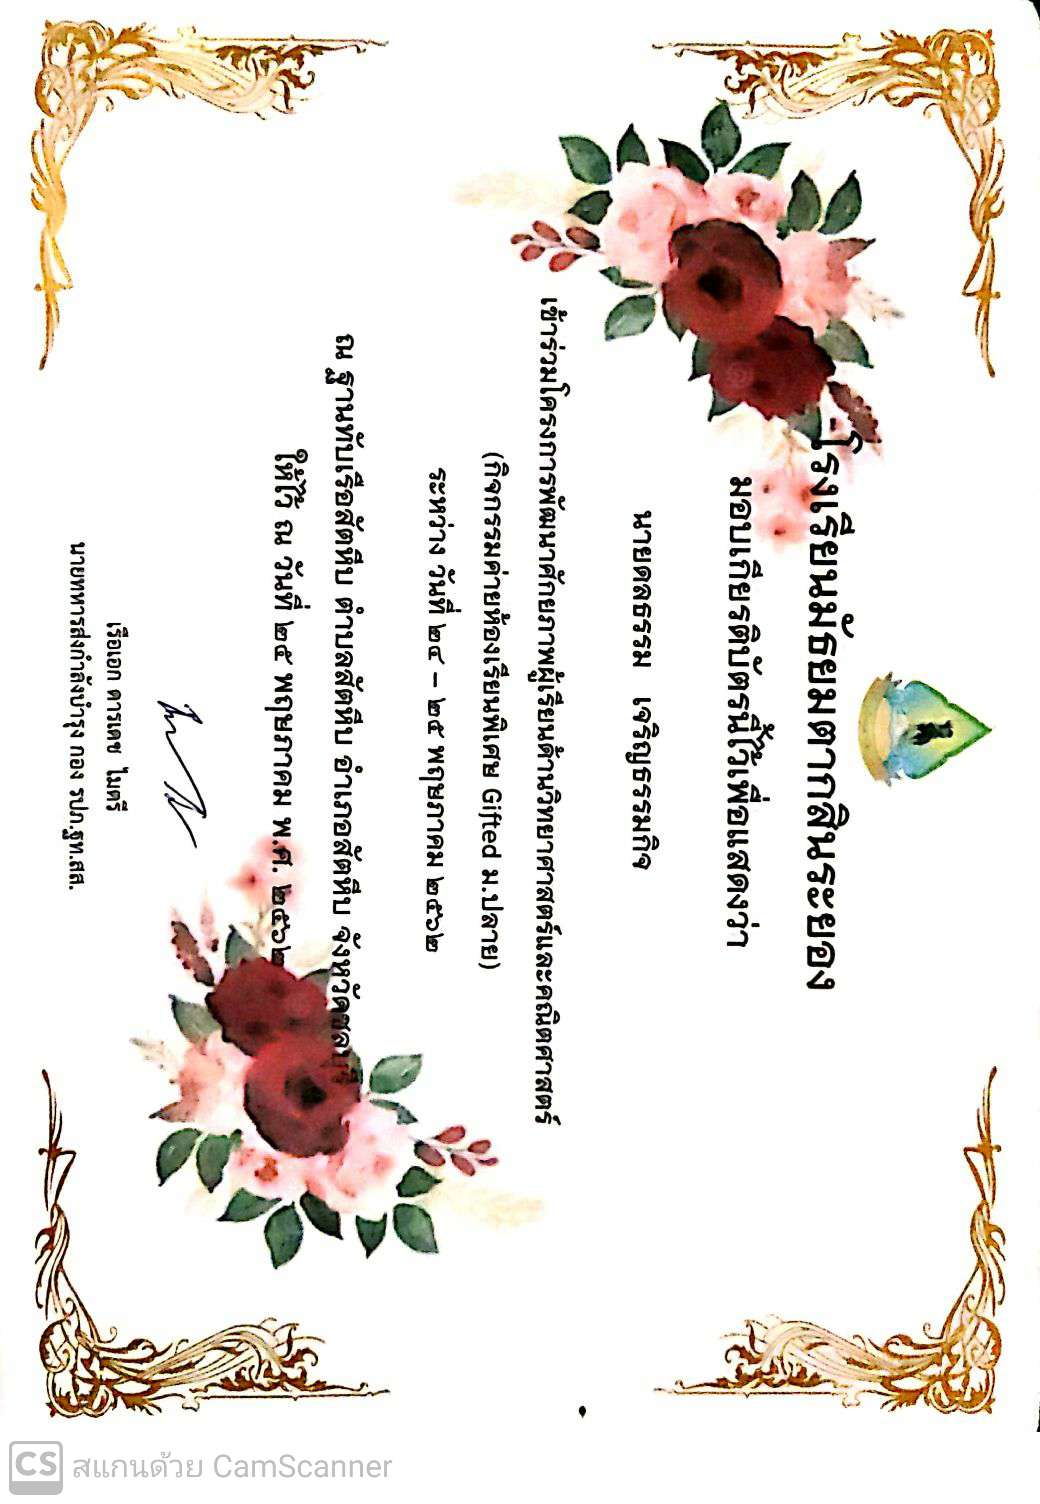 โรงเรียนมัธยมตากสินระยอง
มอบเกียรติบัตรนี้ไว้เพื่อแสดงว่า
นายดลธรรม เจริญธรรมกิจ
เข้าร่วมโครงการพัฒนาศักยภาพผู้เรียนด้านวิทยาศาสตร์และคณิตศาสตร์
(กิจกรรมค่ายห้องเรียนพิเศษ Gifted ม.ปลาย)
ระหว่าง วันที่ ๒๔ – ๒๕ พฤษภาคม ๒๕๖๒
ณ ฐานทัพเรือสัตหีบ ตำบลสัตหีบ อำเภอสัตหีบ จังหวัดชลบุรี
ให้ไว้ ณ วันที่ ๒๕ พฤษภาคม พ.ศ. ๒๕๖๒
เรือเอก ดารเดช ไมตรี
นายทหารส่งกำลังบำรุง กอง รปภ.ฐท.สส.
CS สแกนด้วย CamScanner